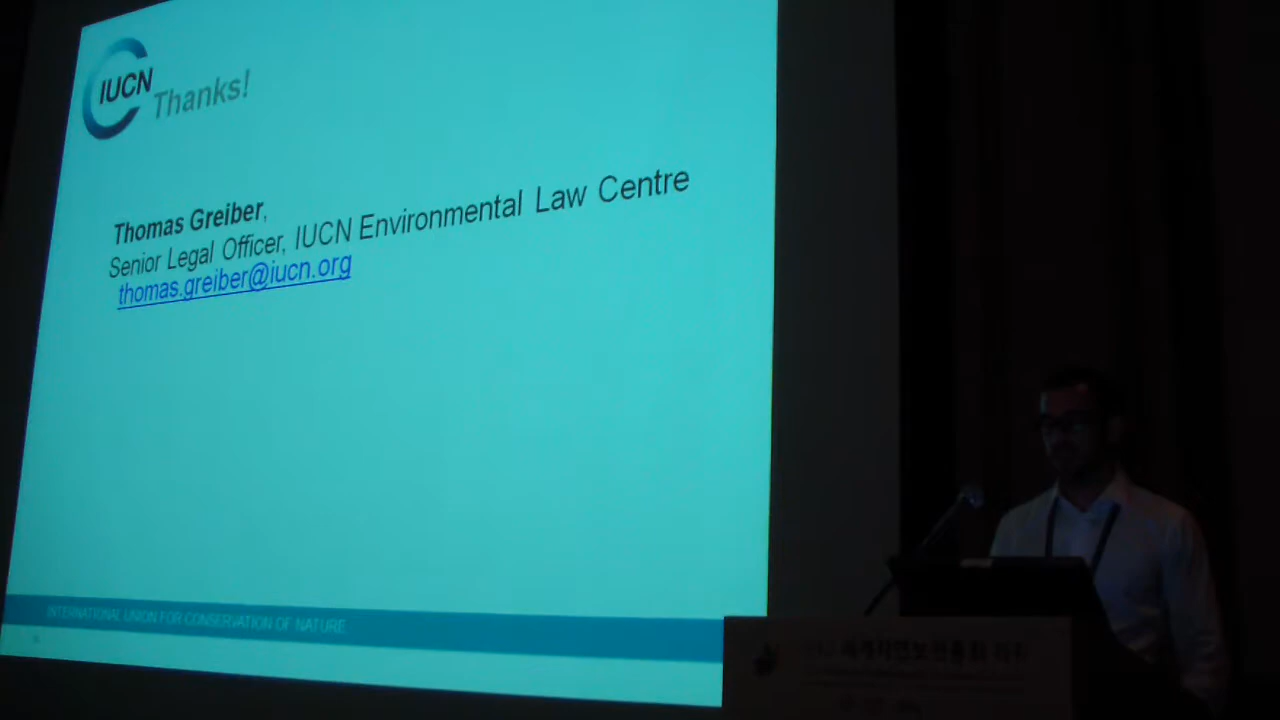 IUCN
Thanks!
Thomas Greiber,
Senior Legal Officer, IUCN Environmental Law Centre
thomas.greiber@iucn.org
INTERNATIONAL UNION FOR CONSERVATION OF NATURE